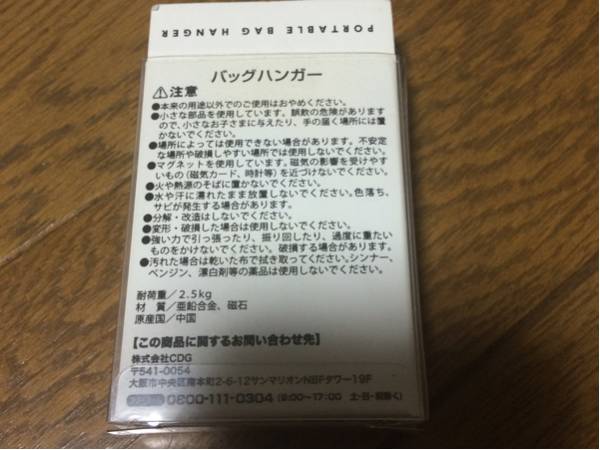 PORTABLE BAG HANGER
バッグハンガー
⚠注意
●本来の用途以外でのご使用はおやめください。
●小さな部品を使用しています。誤飲の危険があります
ので、小さなお子さまに与えたり、手の届く場所には置
かないでください。
●場所によっては使用できない場合があります。不安定
な場所や破損しやすい場所では使用しないでください。
●マグネットを使用しています。磁気の影響を受けやす
いもの(磁気カード、時計等)を近づけないでください。
●火や熱源のそばに置かないでください。
●水や汗に濡れたまま放置しないでください。色落ち、
サビが発生する場合があります。
●分解・改造はしないでください。
●変形・破損した場合は使用しないでください。
●強い力で引っ張ったり、振り回したり、過度に重たい
ものをかけないでください。破損する場合があります。
●汚れた場合は乾いた布で拭き取ってください。シンナー、
ベンジン、漂白剤等の薬品は使用しないでください。
耐荷重/2.5kg
材 質/亜鉛合金、磁石
原産国/中国
【この商品に関するお問い合わせ先】
株式会社CDG
〒541-0054
大阪市中央区南本町2-6-12サンマリオンNBFタワー19F
0800-111-0304 (9:00〜17:00 土・日・祝除く)